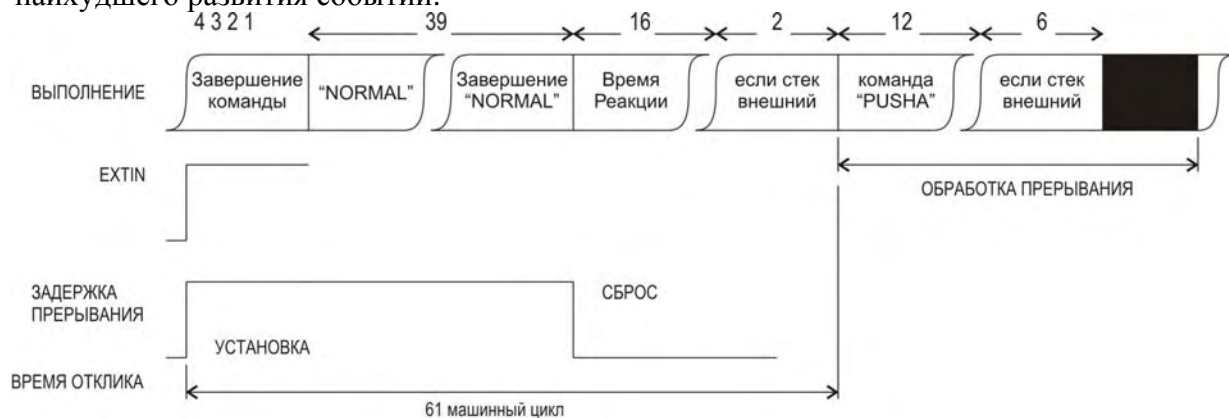 наихудшего развития событий.
4 3 2 1 39 16 2 12 6
ВЫПОЛНЕНИЕ
Завершение команды
“NORMAL”
Завершение “NORMAL”
Время Реакции
если стек внешний
команда “PUSHA”
если стек внешний
EXTIN
ОБРАБОТКА ПРЕРЫВАНИЯ
ЗАДЕРЖКА ПРЕРЫВАНИЯ
СБРОС
УСТАНОВКА
ВРЕМЯ ОТКЛИКА
61 машинный цикл